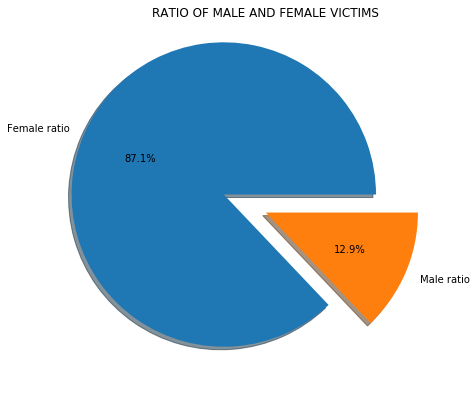 RATIO OF MALE AND FEMALE VICTIMS
Female ratio
87.1%
12.9%
Male ratio